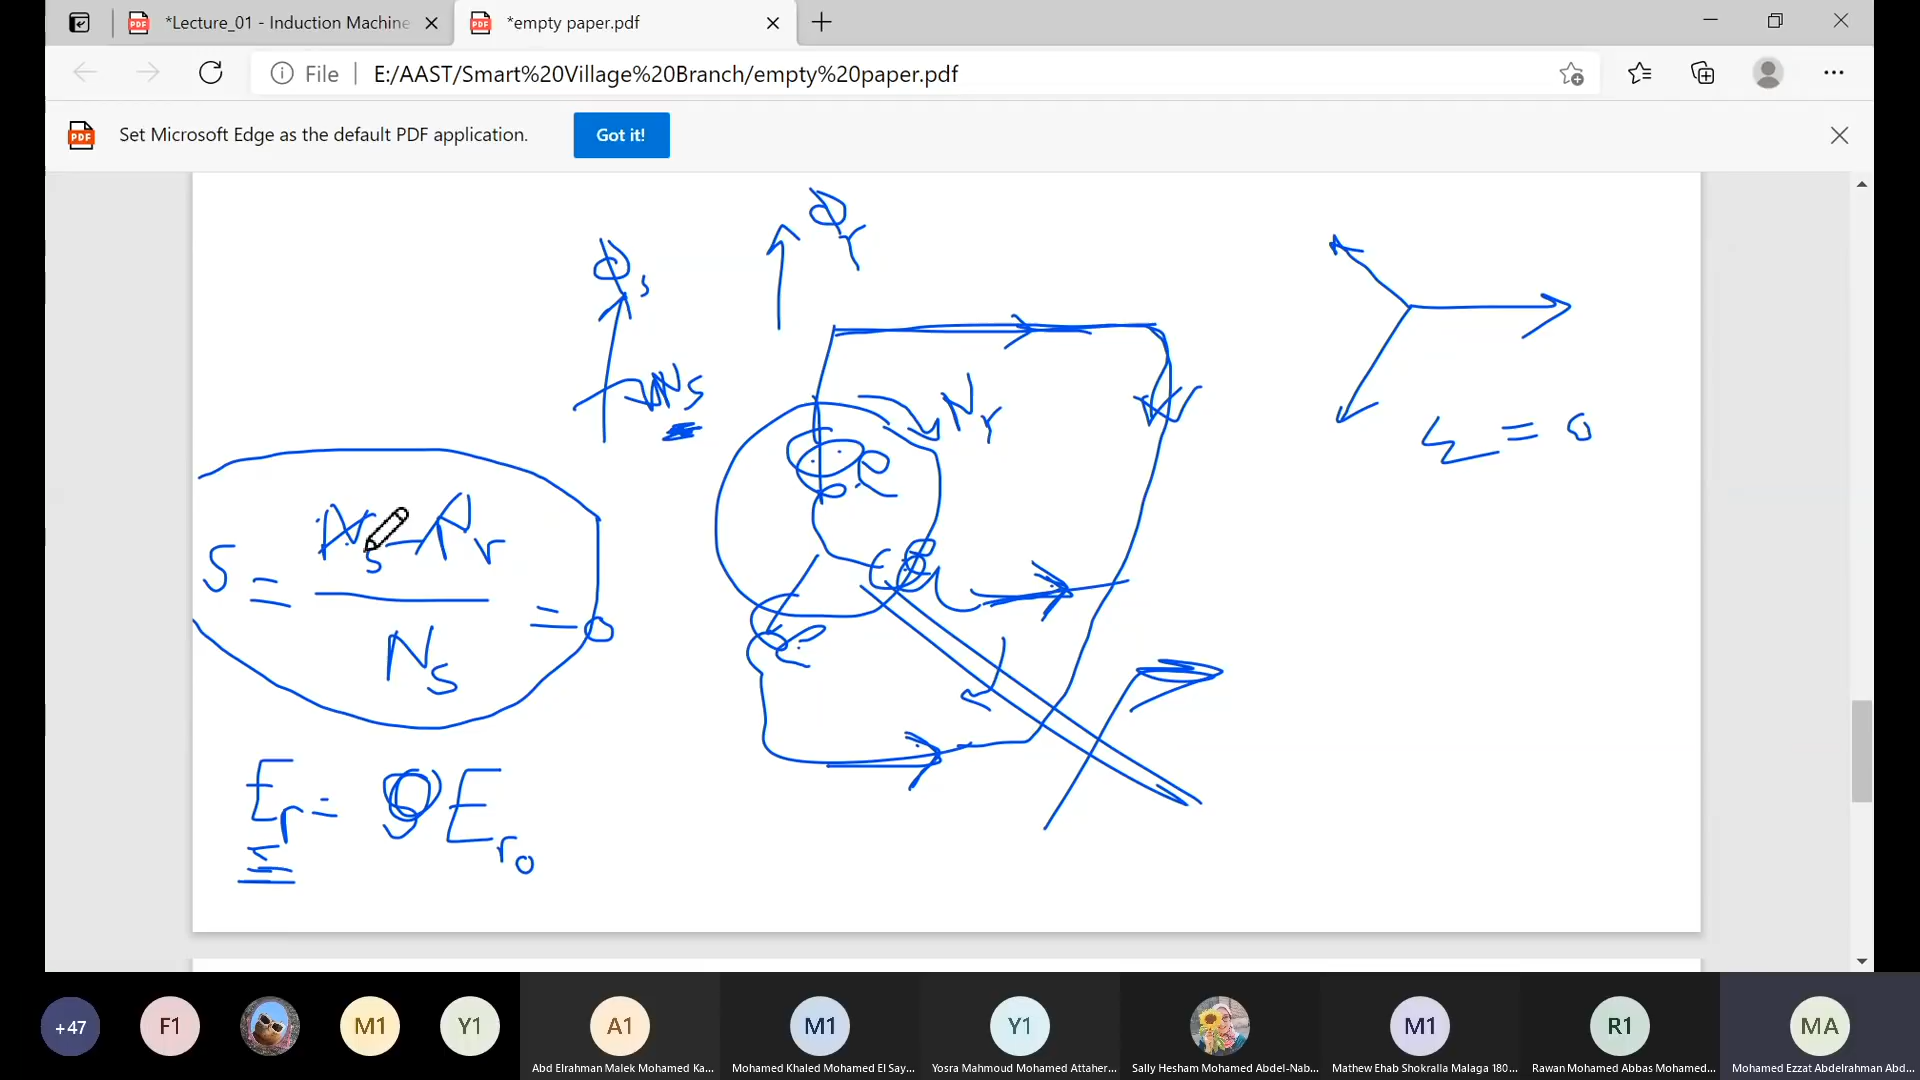 *Lecture_01 - Induction Machine
*empty paper.pdf
File
E:/AAST/Smart%20Village%20Branch/empty%20paper.pdf
Set Microsoft Edge as the default PDF application.
Got it!
Φr
Φs
Ns
Nr
Σ = 0
S = Ns - Nr / Ns = 0
Er = Er0
+47
F1
M1
Y1
A1
M1
Y1
M1
R1
MA
Abd Elrahman Malek Mohamed Ka...
Mohamed Khaled Mohamed El Say...
Yosra Mahmoud Mohamed Attaher...
Sally Hesham Mohamed Abdel-Nab...
Mathew Ehab Shokralla Malaga 180...
Rawan Mohamed Abbas Mohamed...
Mohamed Ezzat Abdelrahman Abd...